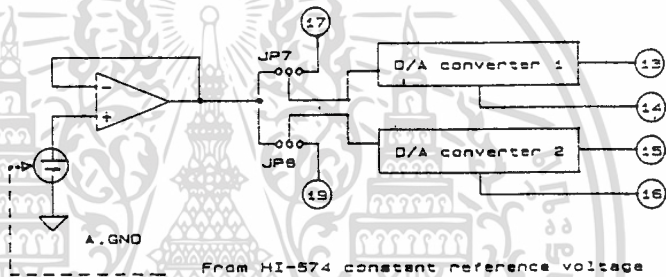 17
JP7
D/A converter 1
13
14
-
+
D/A converter 2
15
JP8
19
16
A.GND
From HI-574 constant reference voltage